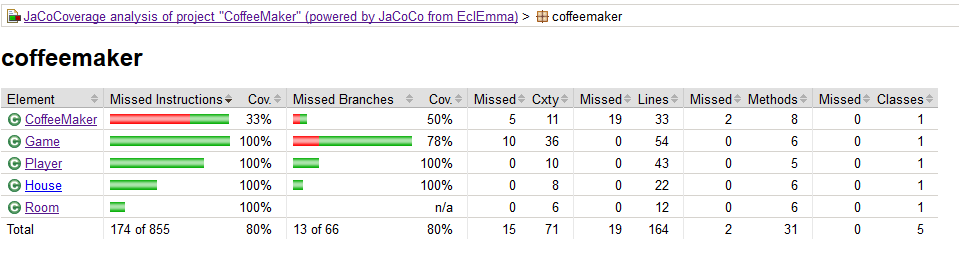 JaCoCoverage analysis of project "CoffeeMaker" (powered by JaCoCo from EclEmma) > coffeemaker
coffeemaker
Element Missed Instructions Cov. Missed Branches Cov. Missed Cxty Missed Lines Missed Methods Missed Classes
CoffeeMaker 33% 50% 5 11 19 33 2 8 0 1
Game 100% 78% 10 36 0 54 0 6 0 1
Player 100% 100% 0 10 0 43 0 5 0 1
House 100% 100% 0 8 0 22 0 6 0 1
Room 100% n/a 0 6 0 12 0 6 0 1
Total 174 of 855 80% 13 of 66 80% 15 71 19 164 2 31 0 5